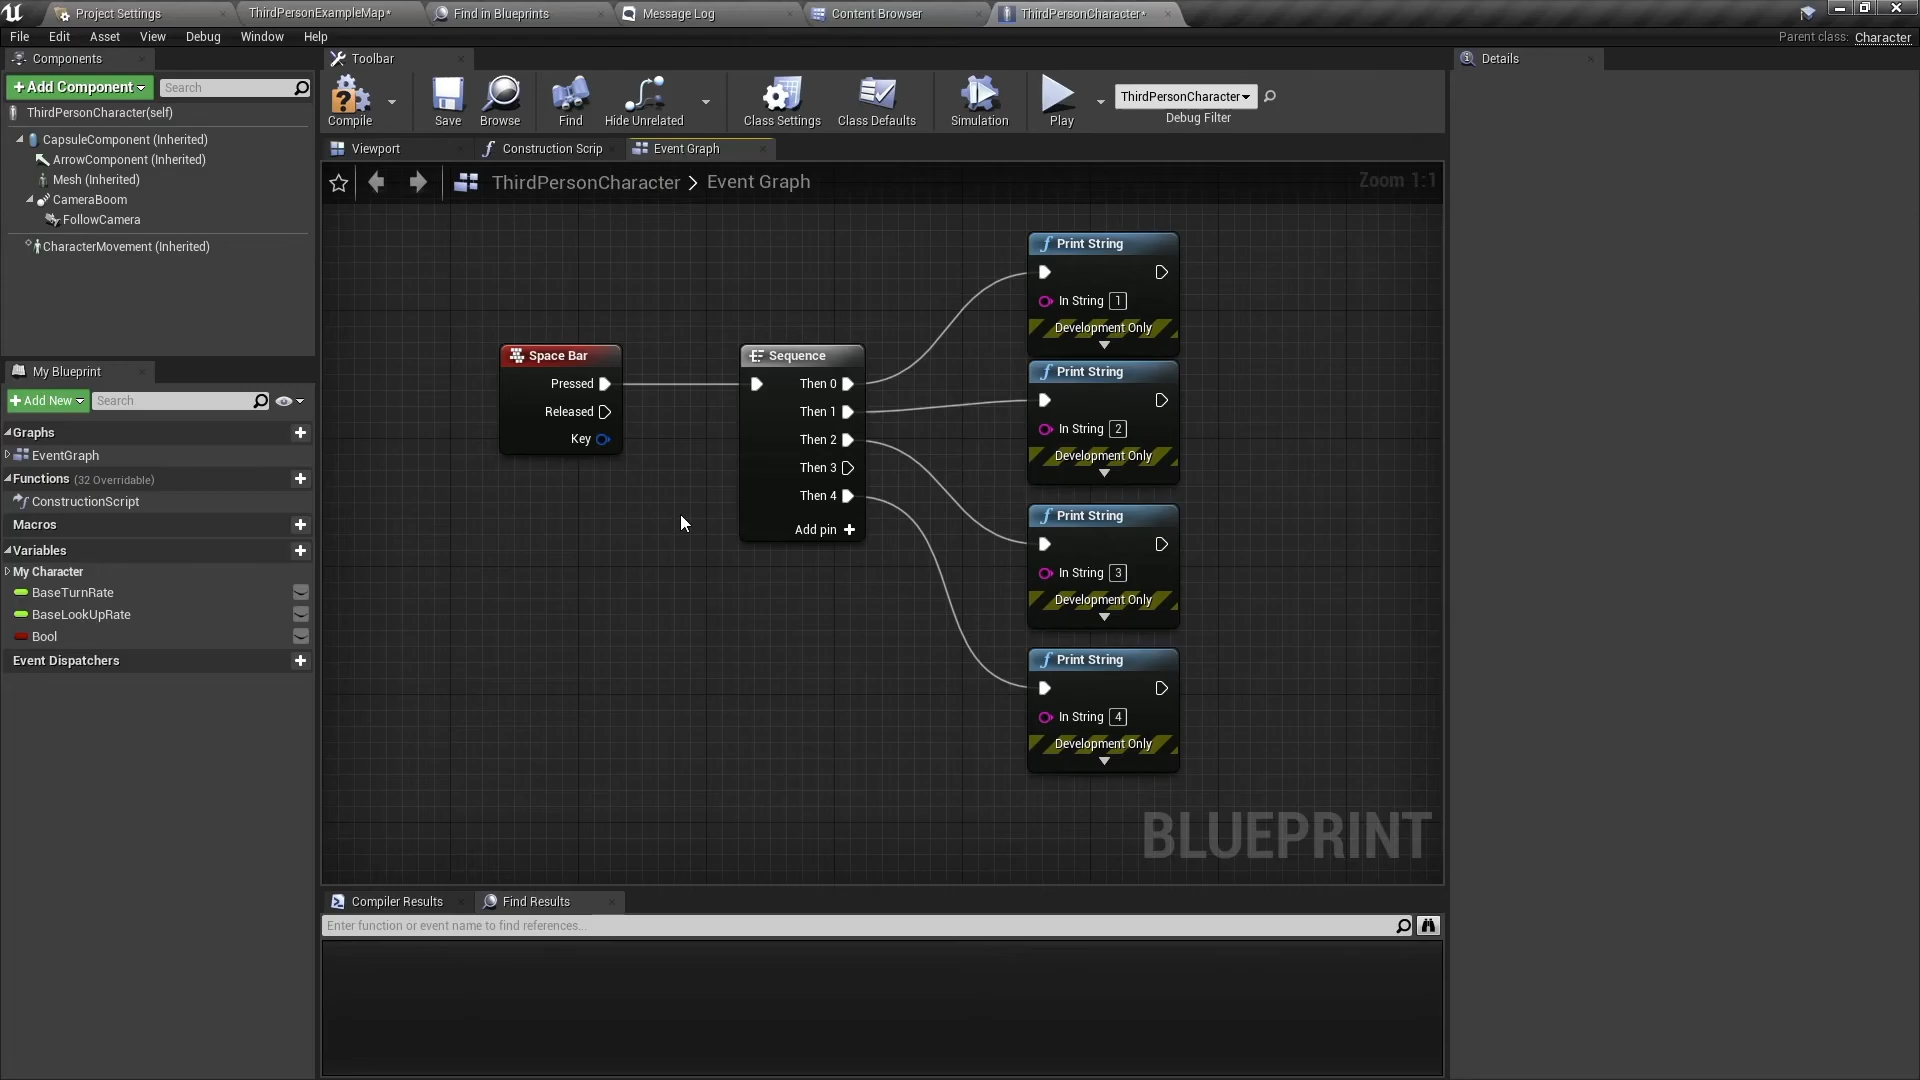 Project Settings
ThirdPersonExampleMap*
Find in Blueprints
Message Log
Content Browser
ThirdPersonCharacter*
File Edit Asset View Debug Window Help
Parent class: Character
Components
Toolbar
Details
+Add Component
Search
Compile
Save
Browse
Find
Hide Unrelated
Class Settings
Class Defaults
Simulation
Play
ThirdPersonCharacter
Debug Filter
ThirdPersonCharacter(self)
CapsuleComponent (Inherited)
ArrowComponent (Inherited)
Mesh (Inherited)
CameraBoom
FollowCamera
CharacterMovement (Inherited)
Viewport
Construction Scrip
Event Graph
ThirdPersonCharacter > Event Graph
Zoom 1:1
Space Bar
Pressed
Released
Key
Sequence
Then 0
Then 1
Then 2
Then 3
Then 4
Add pin +
Print String
In String 1
Development Only
Print String
In String 2
Development Only
Print String
In String 3
Development Only
Print String
In String 4
Development Only
BLUEPRINT
My Blueprint
+Add New
Search
Graphs
EventGraph
Functions (32 Overridable)
ConstructionScript
Macros
Variables
My Character
BaseTurnRate
BaseLookUpRate
Bool
Event Dispatchers
Compiler Results
Find Results
Enter function or event name to find references...